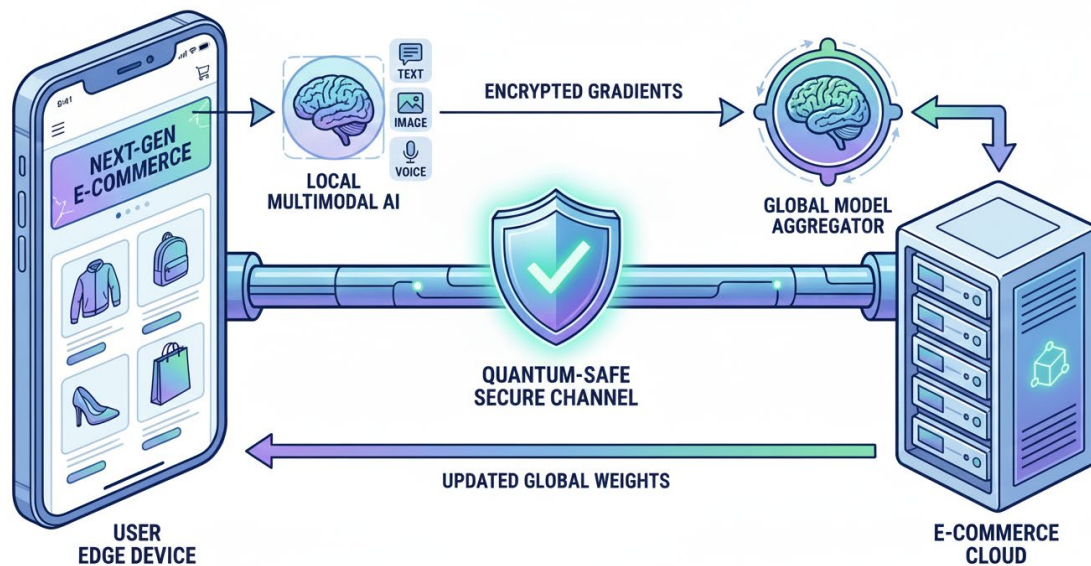 9:41
NEXT-GEN
E-COMMERCE
TEXT
IMAGE
VOICE
LOCAL
MULTIMODAL AI
ENCRYPTED GRADIENTS
GLOBAL MODEL
AGGREGATOR
QUANTUM-SAFE
SECURE CHANNEL
UPDATED GLOBAL WEIGHTS
USER
EDGE DEVICE
E-COMMERCE
CLOUD